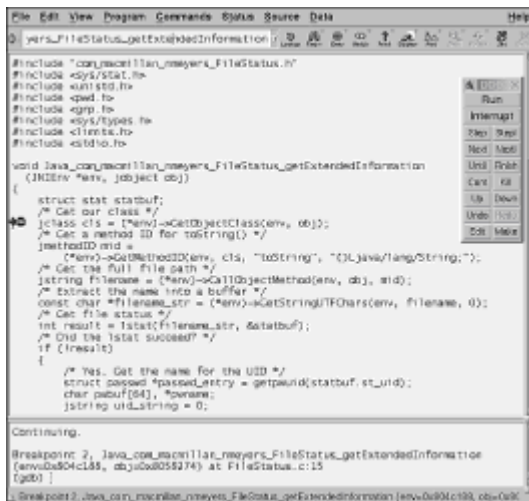 File Edit View Program Commands Status Source Data Help
yers_FileStatus_getExtendedInformation
#include "com_macmillan_nmeyers_FileStatus.h"
#include <sys/stat.h>
#include <unistd.h>
#include <pwd.h>
#include <grp.h>
#include <sys/types.h>
#include <limits.h>
#include <stdio.h>
void Java_com_macmillan_nmeyers_FileStatus_getExtendedInformation
(JNIEnv *env, jobject obj)
{
struct stat statbuf;
/* Get our class */
jclass cls = (*env)->GetObjectClass(env, obj);
/* Get a method ID for toString() */
jmethodID mid =
(*env)->GetMethodID(env, cls, "toString", "()Ljava/lang/String;");
/* Get the full file path */
jstring filename = (*env)->CallObjectMethod(env, obj, mid);
/* Extract the name into a buffer */
const char *filename_str = (*env)->GetStringUTFChars(env, filename, 0);
/* Get file status */
int result = lstat(filename_str, &statbuf);
/* Did the lstat succeed? */
if (!result)
{
/* Yes. Get the name for the UID */
struct passwd *passwd_entry = getpwuid(statbuf.st_uid);
char pwbuf[64], *pwname;
jstring uid_string = 0;
Run
Interrupt
Step Stepi
Next Nexti
Until Finish
Cont Kill
Up Down
Undo Redo
Edit Make
Continuing.
Breakpoint 2, Java_com_macmillan_nmeyers_FileStatus_getExtendedInformation
(env=0x804c188, obj=0x8059274) at FileStatus.c:15
(gdb)
Breakpoint 2, Java_com_macmillan_nmeyers_FileStatus_getExtendedInformation (env=0x804c188,